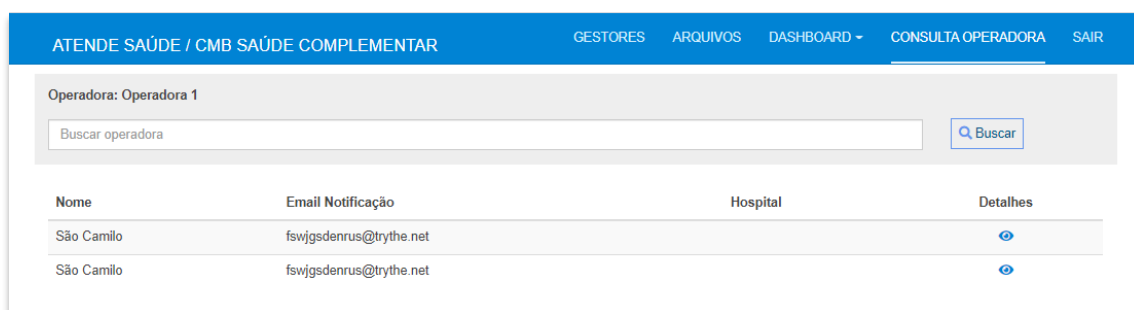 ATENDE SAÚDE / CMB SAÚDE COMPLEMENTAR GESTORES ARQUIVOS DASHBOARD CONSULTA OPERADORA SAIR
Operadora: Operadora 1
Buscar operadora Buscar
Nome Email Notificação Hospital Detalhes
São Camilo fswjgsdenrus@trythe.net
São Camilo fswjgsdenrus@trythe.net